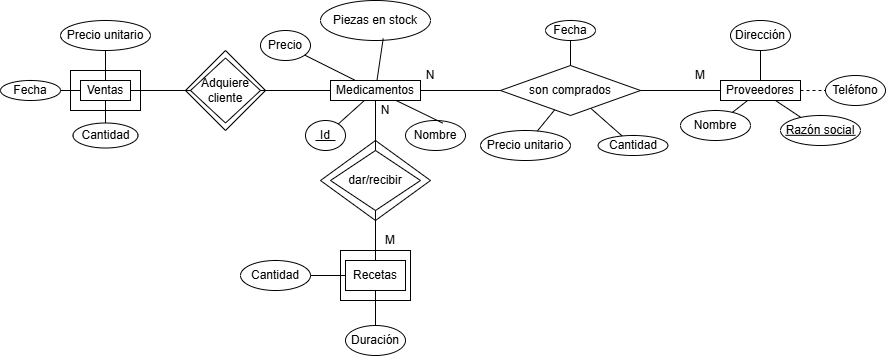 Piezas en stock
Precio unitario
Precio
Fecha
Dirección
Adquiere
cliente
N
M
Fecha
Ventas
Medicamentos
son comprados
Proveedores
Teléfono
N
Cantidad
Id
Nombre
Precio unitario
Cantidad
Nombre
Razón social
dar/recibir
M
Cantidad
Recetas
Duración